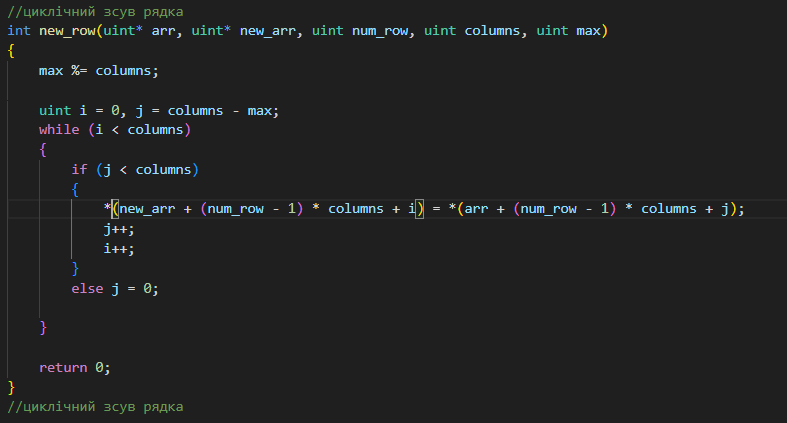 //циклічний зсув рядка
int new_row(uint* arr, uint* new_arr, uint num_row, uint columns, uint max)
{
    max %= columns;

    uint i = 0, j = columns - max;
    while (i < columns)
    {
        if (j < columns)
        {
            *(new_arr + (num_row - 1) * columns + i) = *(arr + (num_row - 1) * columns + j);
            j++;
            i++;
        }
        else j = 0;

    }

    return 0;
}
//циклічний зсув рядка